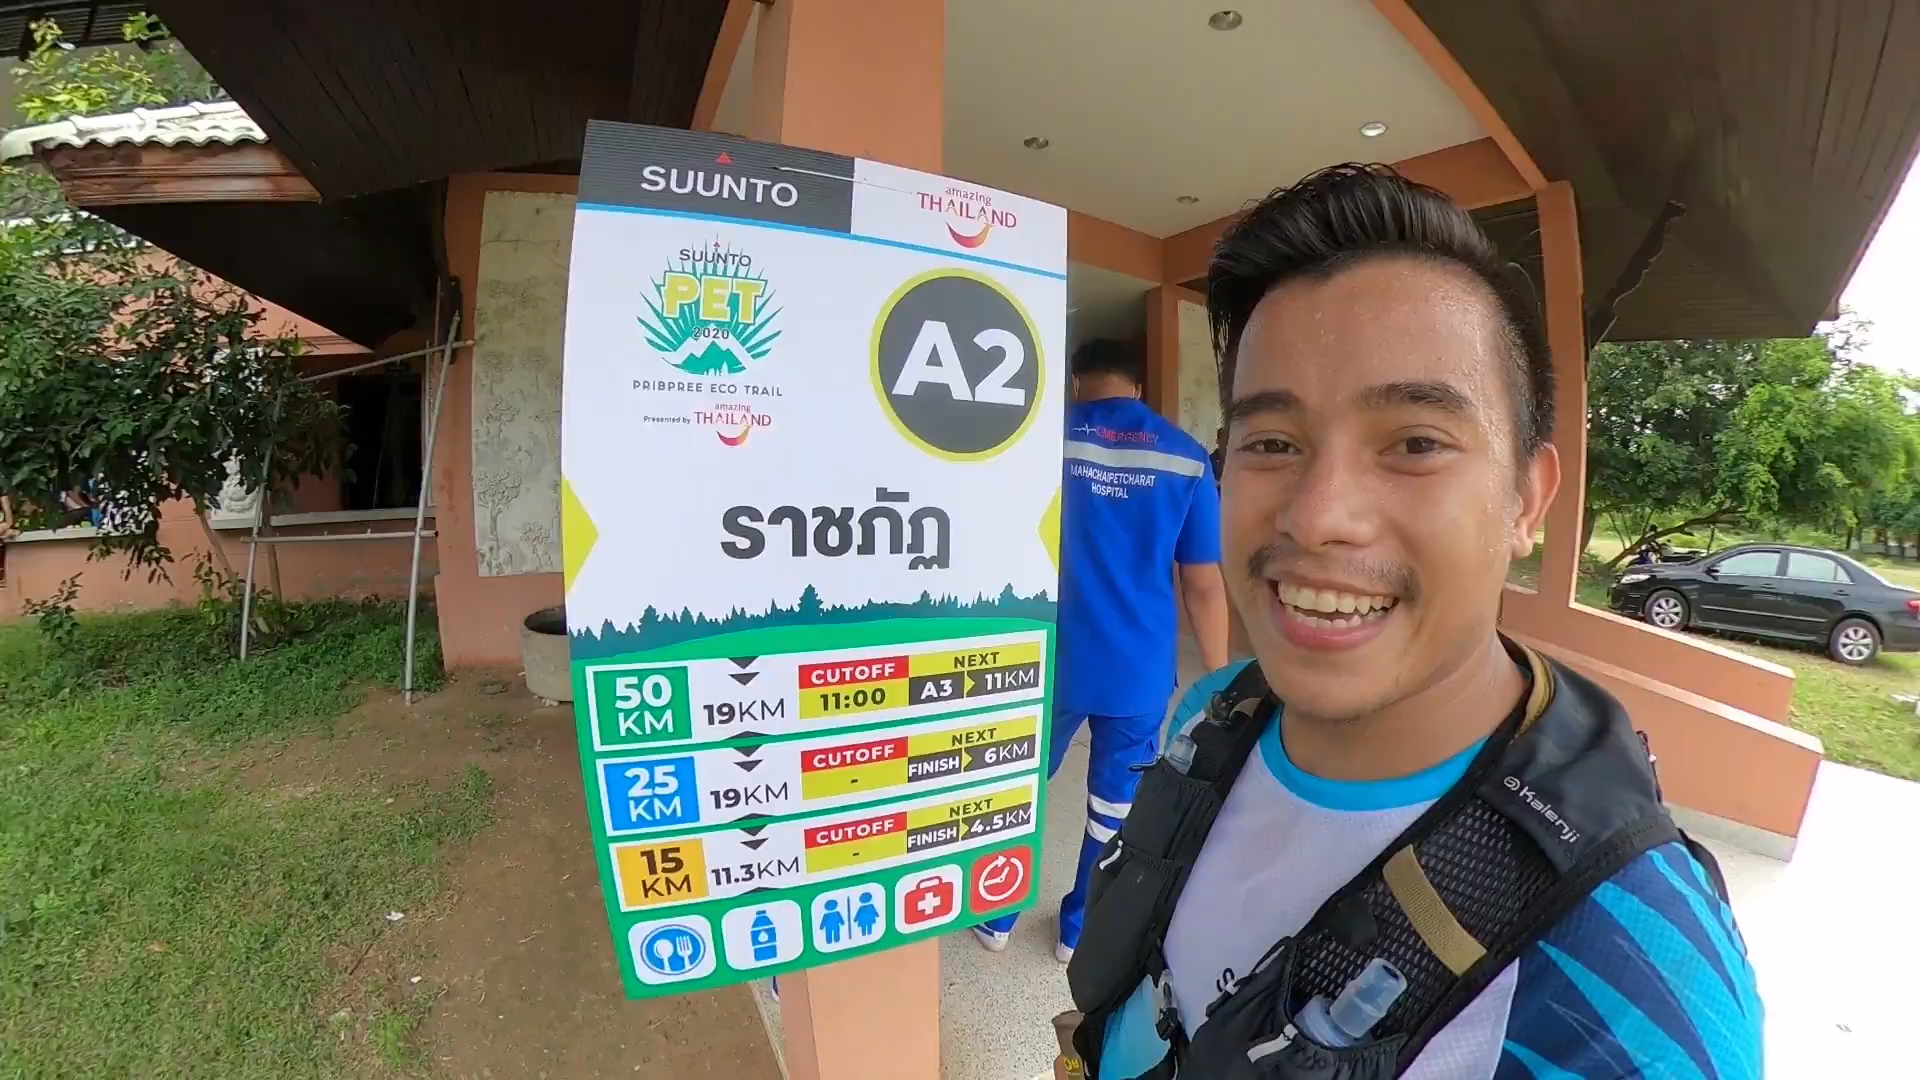 SUUNTO
amazing
THAILAND
SUUNTO
PET
2020
PRIBPREE ECO TRAIL
Presented by amazing THAILAND
A2
ราชภัฏ
50 KM
19KM
CUTOFF
11:00
NEXT
A3 11KM
25 KM
19KM
CUTOFF
-
NEXT
FINISH 6KM
15 KM
11.3KM
CUTOFF
-
NEXT
FINISH 4.5KM
EMERGENCY
MAHACHAIPETCHARAT
HOSPITAL
Kalenji